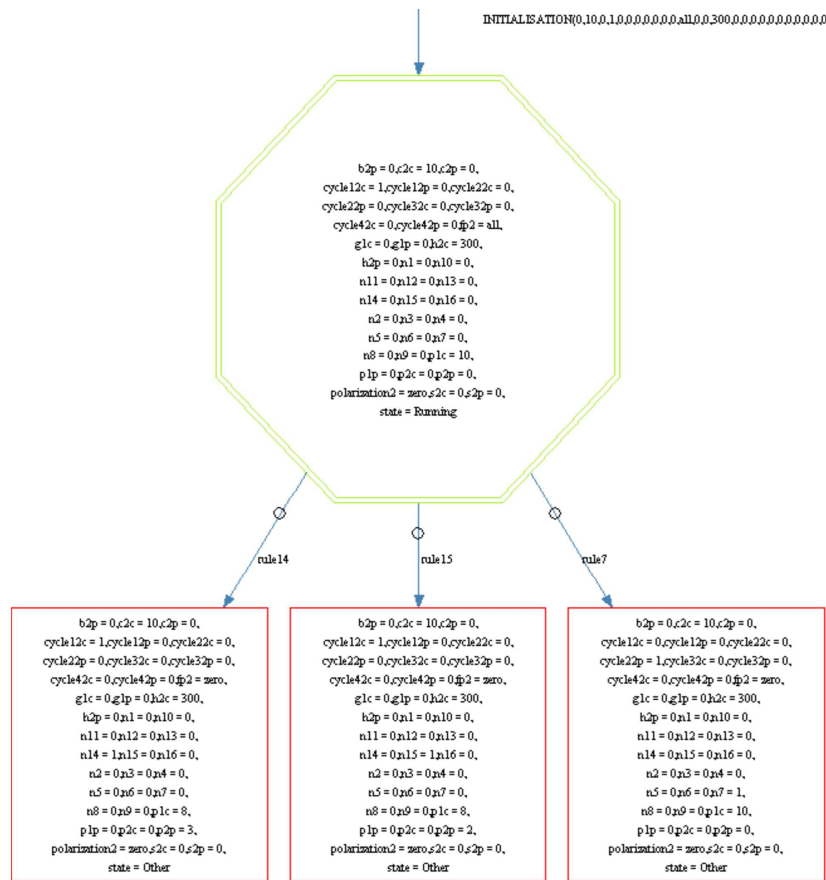 INITIALISATION(0,10,0,1,0,0,0,0,0,0,0,all,0,0,300,0,0,0,0,0,0,0,0,0,0,0
b2p = 0,c2c = 10,c2p = 0,
cycle12c = 1,cycle12p = 0,cycle22c = 0,
cycle22p = 0,cycle32c = 0,cycle32p = 0,
cycle42c = 0,cycle42p = 0,fp2 = all,
g1c = 0,g1p = 0,h2c = 300,
h2p = 0,n1 = 0,n10 = 0,
n11 = 0,n12 = 0,n13 = 0,
n14 = 0,n15 = 0,n16 = 0,
n2 = 0,n3 = 0,n4 = 0,
n5 = 0,n6 = 0,n7 = 0,
n8 = 0,n9 = 0,p1c = 10,
p1p = 0,p2c = 0,p2p = 0,
polarization2 = zero,s2c = 0,s2p = 0,
state = Running
rule14
rule15
rule7
b2p = 0,c2c = 10,c2p = 0,
cycle12c = 1,cycle12p = 0,cycle22c = 0,
cycle22p = 0,cycle32c = 0,cycle32p = 0,
cycle42c = 0,cycle42p = 0,fp2 = zero,
g1c = 0,g1p = 0,h2c = 300,
h2p = 0,n1 = 0,n10 = 0,
n11 = 0,n12 = 0,n13 = 0,
n14 = 1,n15 = 0,n16 = 0,
n2 = 0,n3 = 0,n4 = 0,
n5 = 0,n6 = 0,n7 = 0,
n8 = 0,n9 = 0,p1c = 8,
p1p = 0,p2c = 0,p2p = 3,
polarization2 = zero,s2c = 0,s2p = 0,
state = Other
b2p = 0,c2c = 10,c2p = 0,
cycle12c = 1,cycle12p = 0,cycle22c = 0,
cycle22p = 0,cycle32c = 0,cycle32p = 0,
cycle42c = 0,cycle42p = 0,fp2 = zero,
g1c = 0,g1p = 0,h2c = 300,
h2p = 0,n1 = 0,n10 = 0,
n11 = 0,n12 = 0,n13 = 0,
n14 = 0,n15 = 1,n16 = 0,
n2 = 0,n3 = 0,n4 = 0,
n5 = 0,n6 = 0,n7 = 0,
n8 = 0,n9 = 0,p1c = 8,
p1p = 0,p2c = 0,p2p = 2,
polarization2 = zero,s2c = 0,s2p = 0,
state = Other
b2p = 0,c2c = 10,c2p = 0,
cycle12c = 0,cycle12p = 0,cycle22c = 0,
cycle22p = 1,cycle32c = 0,cycle32p = 0,
cycle42c = 0,cycle42p = 0,fp2 = zero,
g1c = 0,g1p = 0,h2c = 300,
h2p = 0,n1 = 0,n10 = 0,
n11 = 0,n12 = 0,n13 = 0,
n14 = 0,n15 = 0,n16 = 0,
n2 = 0,n3 = 0,n4 = 0,
n5 = 0,n6 = 0,n7 = 1,
n8 = 0,n9 = 0,p1c = 10,
p1p = 0,p2c = 0,p2p = 0,
polarization2 = zero,s2c = 0,s2p = 0,
state = Other